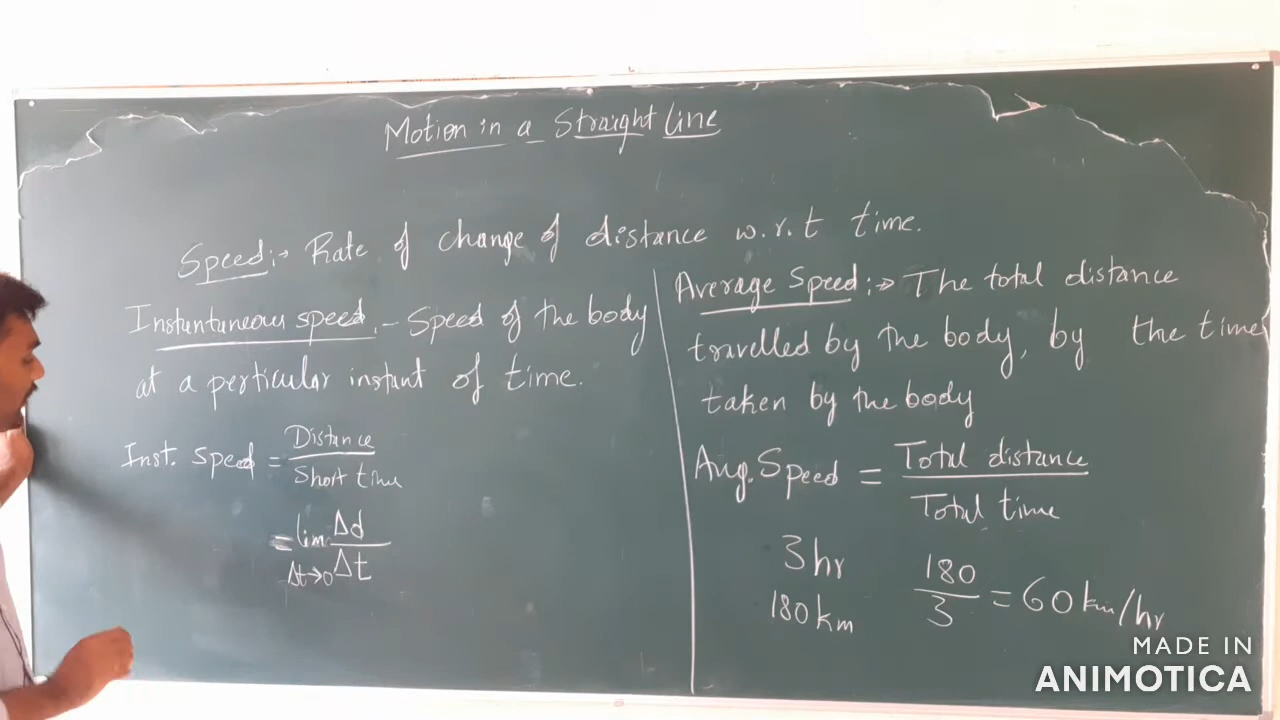 Motion in a Straight Line
Speed:→ Rate of change of distance w.r.t time.
Instuntaneous speed.- Speed of the body
at a perticular instant of time.
Inst. Speed = Distance
Short time
= lim Δd
Δt→0 Δt
Average Speed:→ The total distance
travelled by the body, by the time
taken by the body
Avg. Speed = Total distance
Total time
3 hr
180 km
180
3 = 60 km/hr
MADE IN
ANIMOTICA